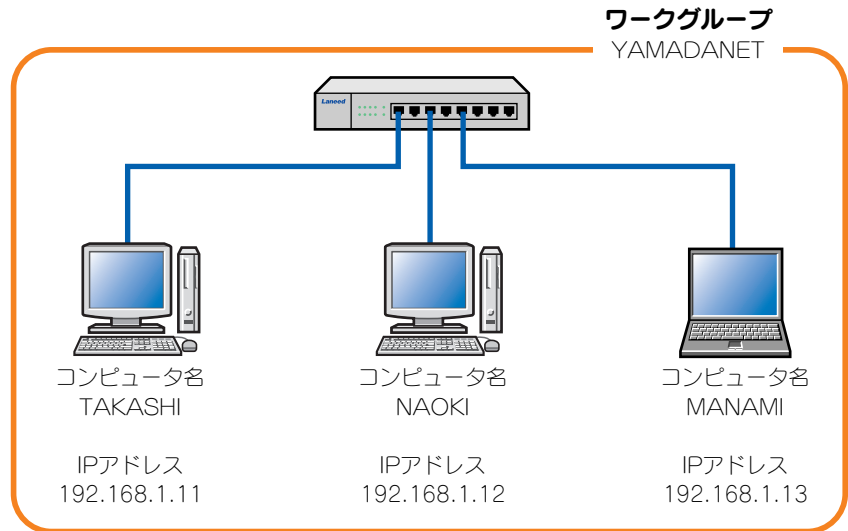 ワークグループ
YAMADANET
Laneed
コンピュータ名
TAKASHI
IPアドレス
192.168.1.11
コンピュータ名
NAOKI
IPアドレス
192.168.1.12
コンピュータ名
MANAMI
IPアドレス
192.168.1.13